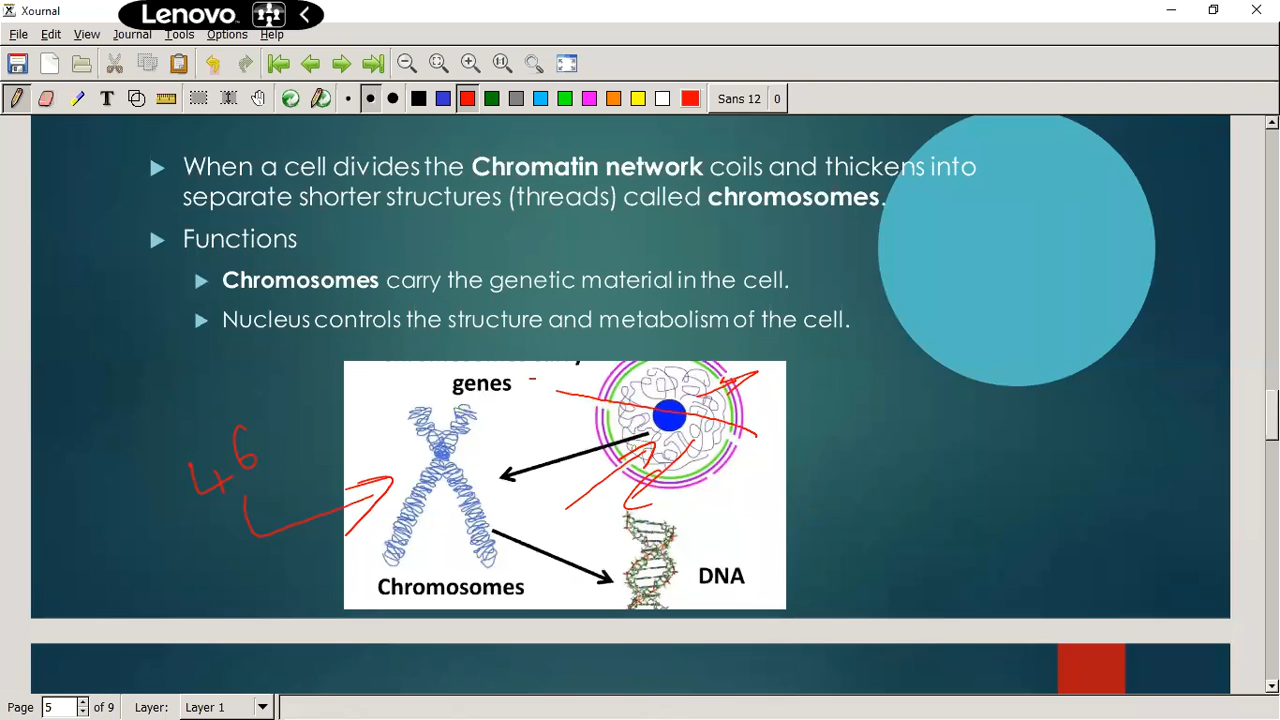 Xournal
Lenovo
File Edit View Journal Tools Options Help
Sans 12 0
When a cell divides the Chromatin network coils and thickens into
separate shorter structures (threads) called chromosomes.
Functions
Chromosomes carry the genetic material in the cell.
Nucleus controls the structure and metabolism of the cell.
genes
46
Chromosomes
DNA
Page 5 of 9 Layer: Layer 1